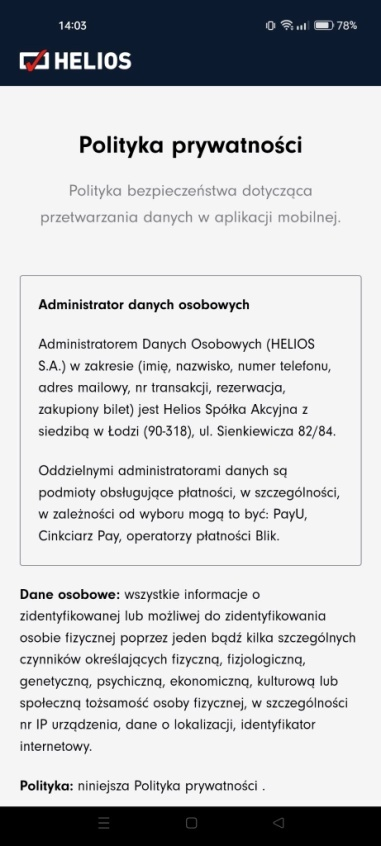 14:03
78%
HELIOS
Polityka prywatności
Polityka bezpieczeństwa dotycząca
przetwarzania danych w aplikacji mobilnej.
Administrator danych osobowych
Administratorem Danych Osobowych (HELIOS
S.A.) w zakresie (imię, nazwisko, numer telefonu,
adres mailowy, nr transakcji, rezerwacja,
zakupiony bilet) jest Helios Spółka Akcyjna z
siedzibą w Łodzi (90-318), ul. Sienkiewicza 82/84.
Oddzielnymi administratorami danych są
podmioty obsługujące płatności, w szczególności,
w zależności od wyboru mogą to być: PayU,
Cinkciarz Pay, operatorzy płatności Blik.
Dane osobowe: wszystkie informacje o
zidentyfikowanej lub możliwej do zidentyfikowania
osobie fizycznej poprzez jeden bądź kilka szczególnych
czynników określających fizyczną, fizjologiczną,
genetyczną, psychiczną, ekonomiczną, kulturową lub
społeczną tożsamość osoby fizycznej, w szczególności
nr IP urządzenia, dane o lokalizacji, identyfikator
internetowy.
Polityka: niniejsza Polityka prywatności .